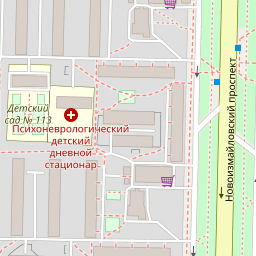 Детский
сад № 113
Психоневрологический
детский
дневной
стационар
Новоизмайловский проспект